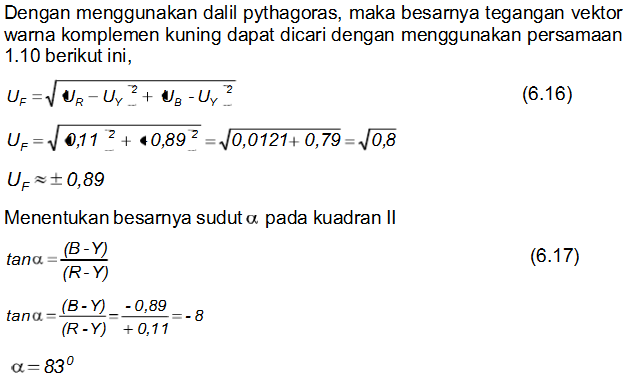 Dengan menggunakan dalil pythagoras, maka besarnya tegangan vektor
warna komplemen kuning dapat dicari dengan menggunakan persamaan
1.10 berikut ini,
U_F = √(U_R – U_Y ² + U_B - U_Y ²) (6.16)
U_F = √(0,11 ² + 0,89 ²) = √(0,0121+ 0,79) = √0,8
U_F ≈ ± 0,89
Menentukan besarnya sudut α pada kuadran II
tanα = (B - Y)/(R - Y) (6.17)
tanα = (B - Y)/(R - Y) = - 0,89/+ 0,11 = - 8
α = 83⁰